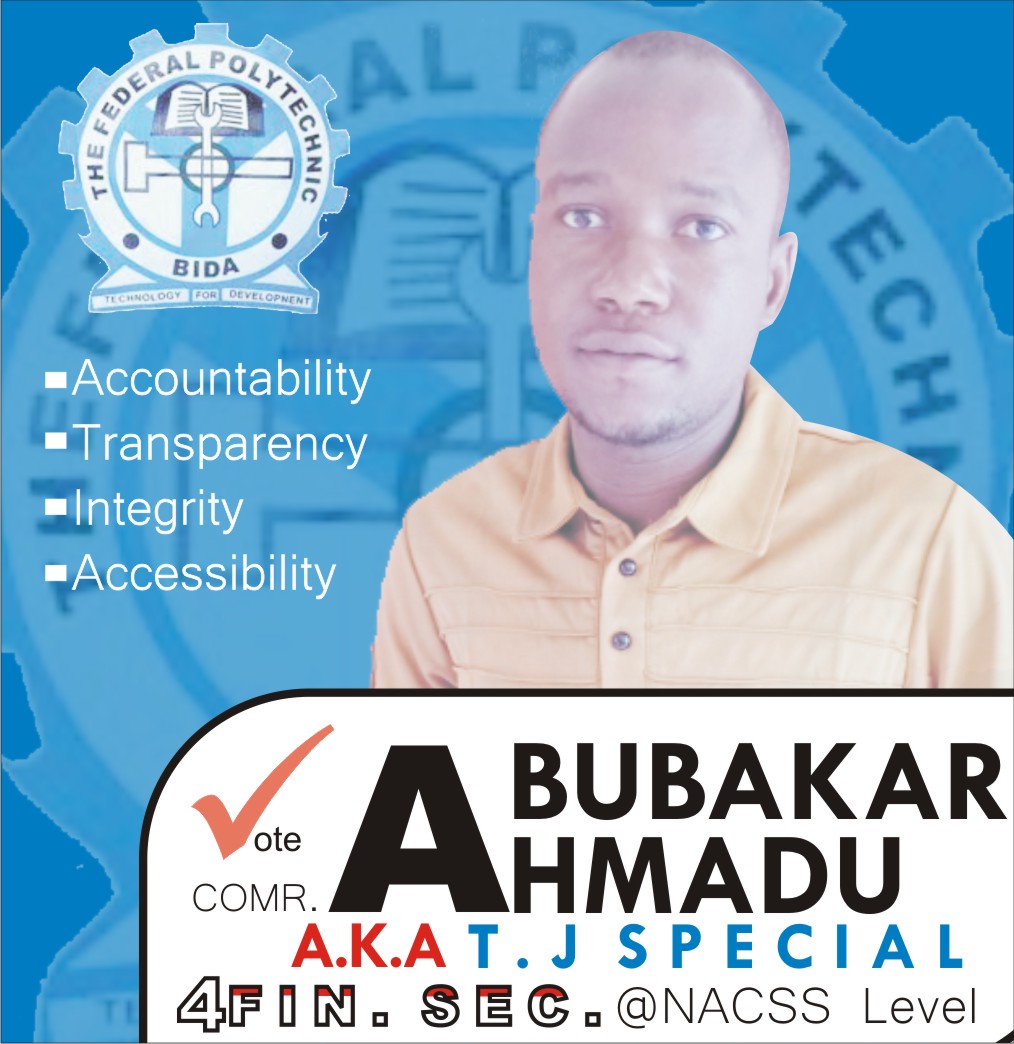 THE FEDERAL POLYTECHNIC
BIDA
TECHNOLOGY FOR DEVELOPMENT
Accountability
Transparency
Integrity
Accessibility
Vote
COMR. ABUBAKAR
AHMADU
A.K.A T.J SPECIAL
4FIN. SEC. @NACSS Level